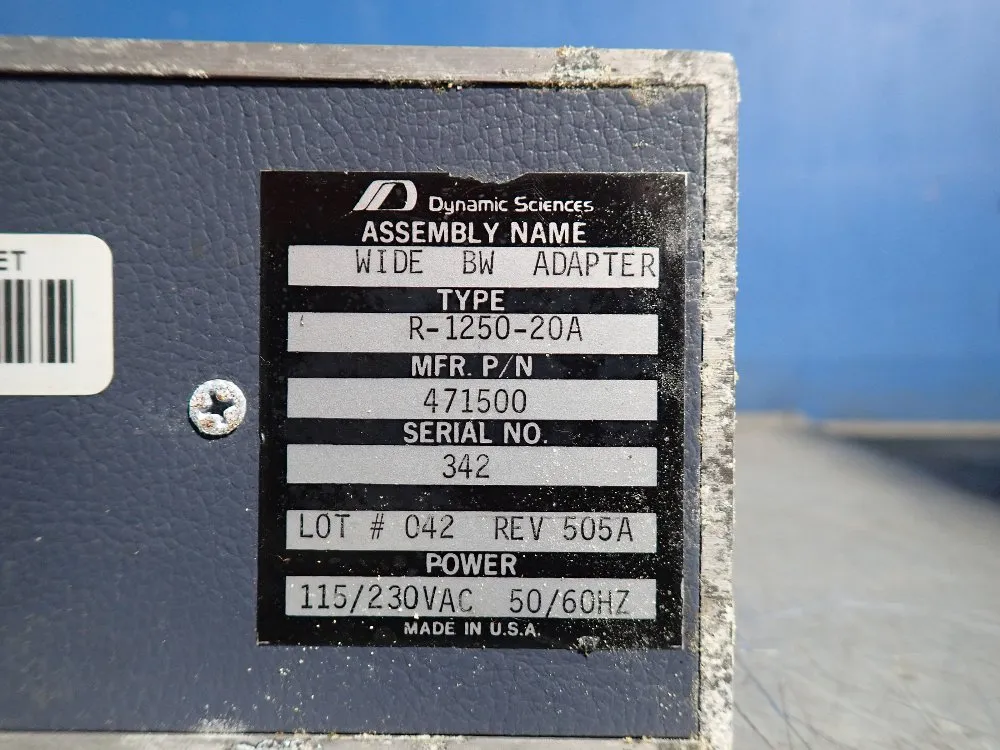 Dynamic Sciences
ASSEMBLY NAME
WIDE BW ADAPTER
TYPE
R-1250-20A
MFR. P/N
471500
SERIAL NO.
342
LOT # 042 REV 505A
POWER
115/230VAC 50/60HZ
MADE IN U.S.A.
ET